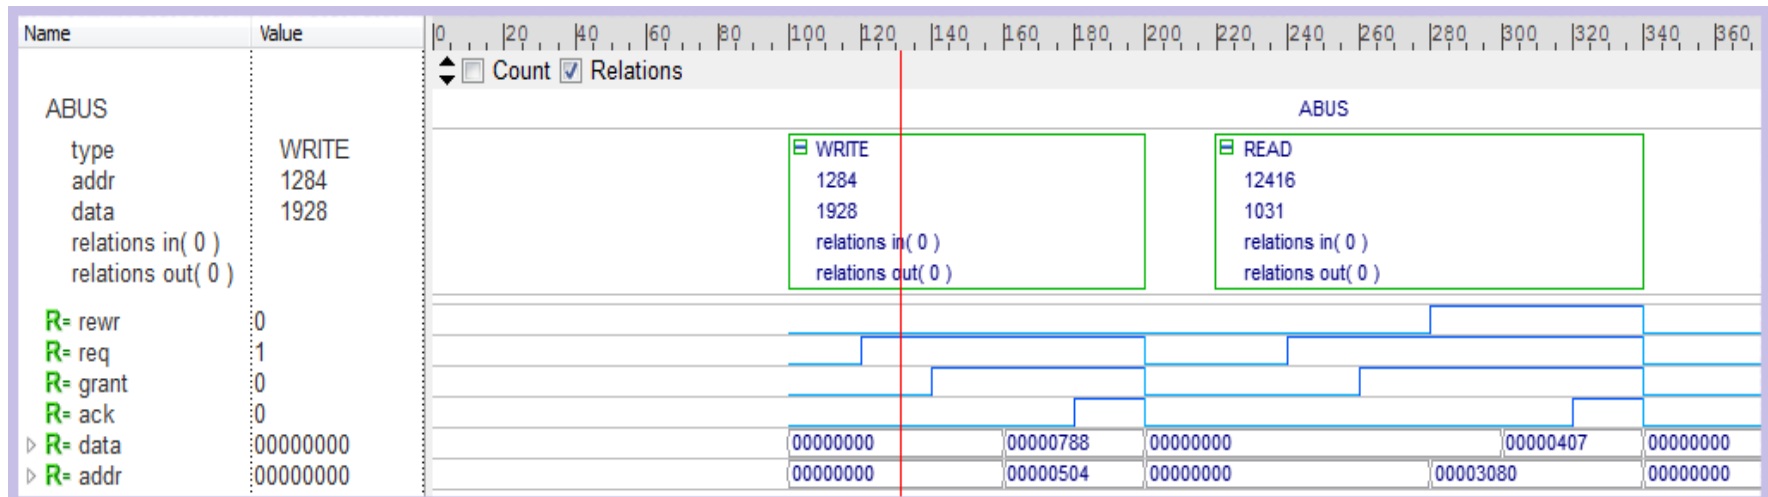 Name Value 0 20 40 60 80 100 120 140 160 180 200 220 240 260 280 300 320 340 360
Count Relations
ABUS ABUS
type WRITE WRITE READ
addr 1284 1284 12416
data 1928 1928 1031
relations in( 0 ) relations in( 0 ) relations in( 0 )
relations out( 0 ) relations out( 0 ) relations out( 0 )
R= rewr 0
R= req 1
R= grant 0
R= ack 0
R= data 00000000 00000000 00000788 00000000 00000407 00000000
R= addr 00000000 00000000 00000504 00000000 00003080 00000000